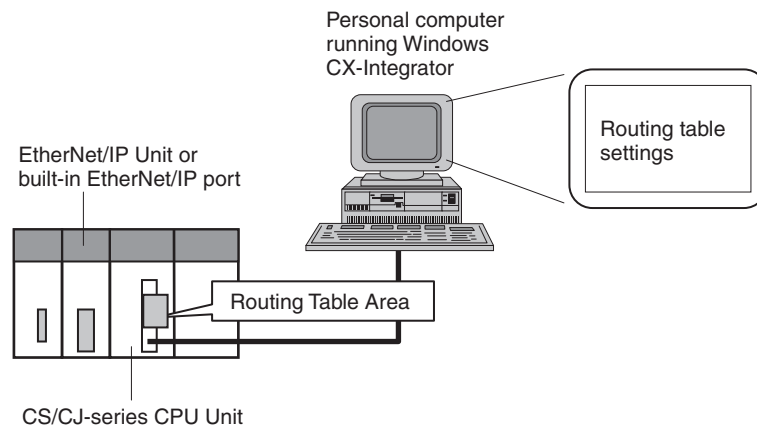 Personal computer
running Windows
CX-Integrator
Routing table
settings
EtherNet/IP Unit or
built-in EtherNet/IP port
Routing Table Area
CS/CJ-series CPU Unit